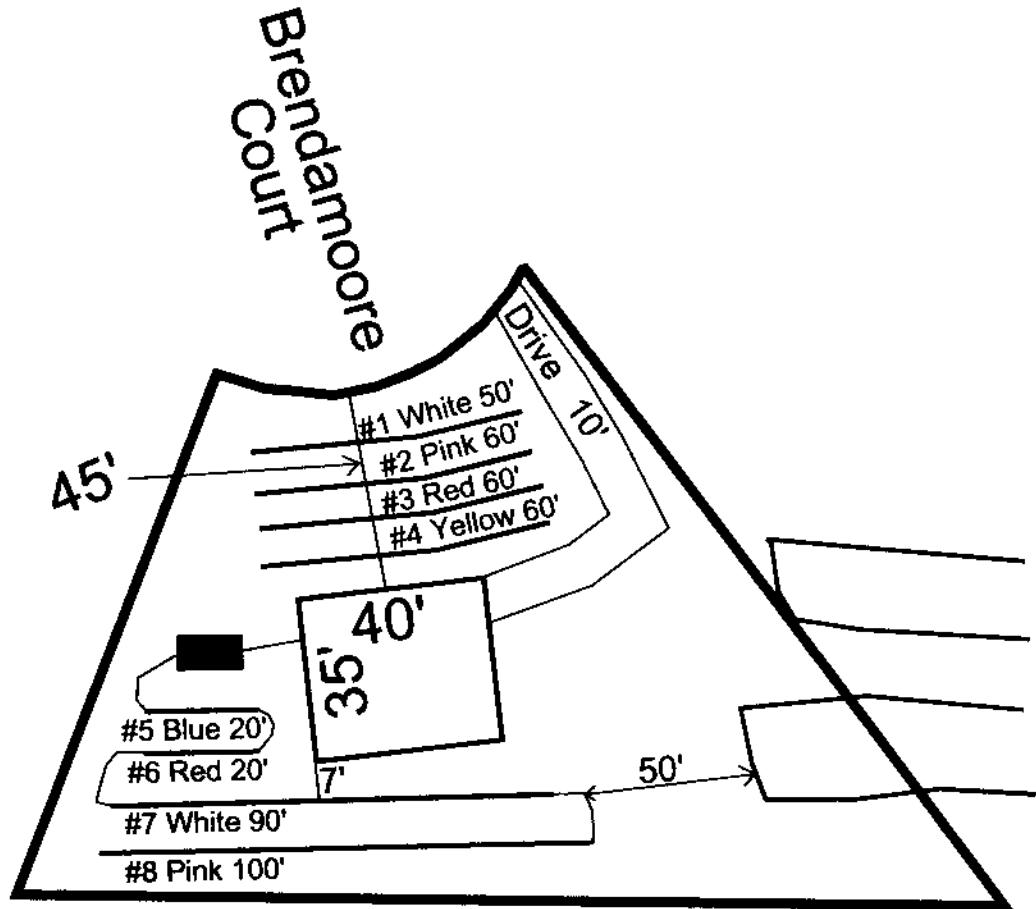 Brendamoore
Court
Drive 10'
#1 White 50'
#2 Pink 60'
45'
#3 Red 60'
#4 Yellow 60'
40'
35'
#5 Blue 20'
#6 Red 20'
7'
50'
#7 White 90'
#8 Pink 100'